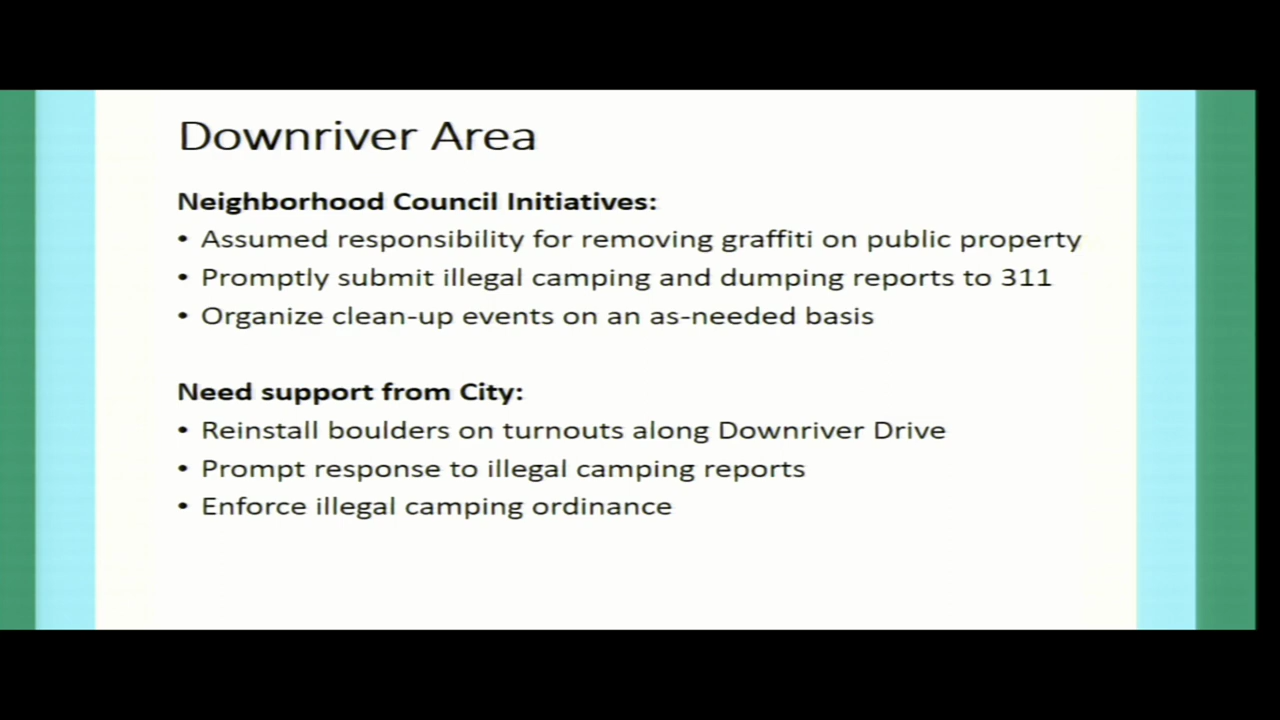 Downriver Area
Neighborhood Council Initiatives:
• Assumed responsibility for removing graffiti on public property
• Promptly submit illegal camping and dumping reports to 311
• Organize clean-up events on an as-needed basis
Need support from City:
• Reinstall boulders on turnouts along Downriver Drive
• Prompt response to illegal camping reports
• Enforce illegal camping ordinance